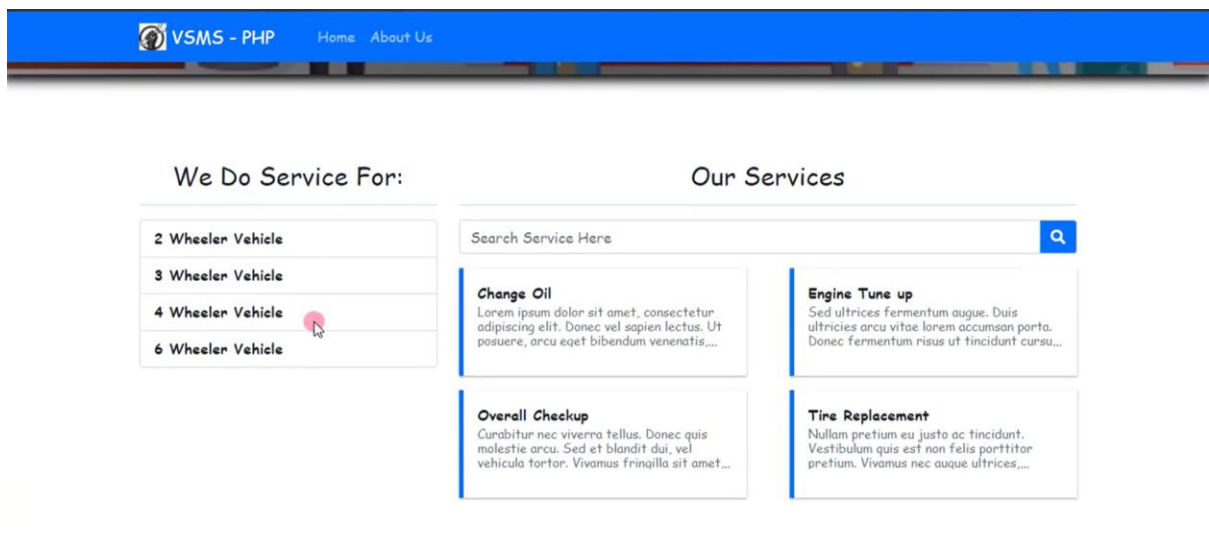 VSMS - PHP
Home About Us
We Do Service For:
2 Wheeler Vehicle
3 Wheeler Vehicle
4 Wheeler Vehicle
6 Wheeler Vehicle
Our Services
Search Service Here
Change Oil
Lorem ipsum dolor sit amet, consectetur
adipiscing elit. Donec vel sapien lectus. Ut
posuere, arcu eget bibendum venenatis,...
Engine Tune up
Sed ultrices fermentum augue. Duis
ultricies arcu vitae lorem accumsan porta.
Donec fermentum risus ut tincidunt cursu...
Overall Checkup
Curabitur nec viverra tellus. Donec quis
molestie arcu. Sed et blandit dui, vel
vehicula tortor. Vivamus fringilla sit amet...
Tire Replacement
Nullam pretium eu justo ac tincidunt.
Vestibulum quis est non felis porttitor
pretium. Vivamus nec augue ultrices,...